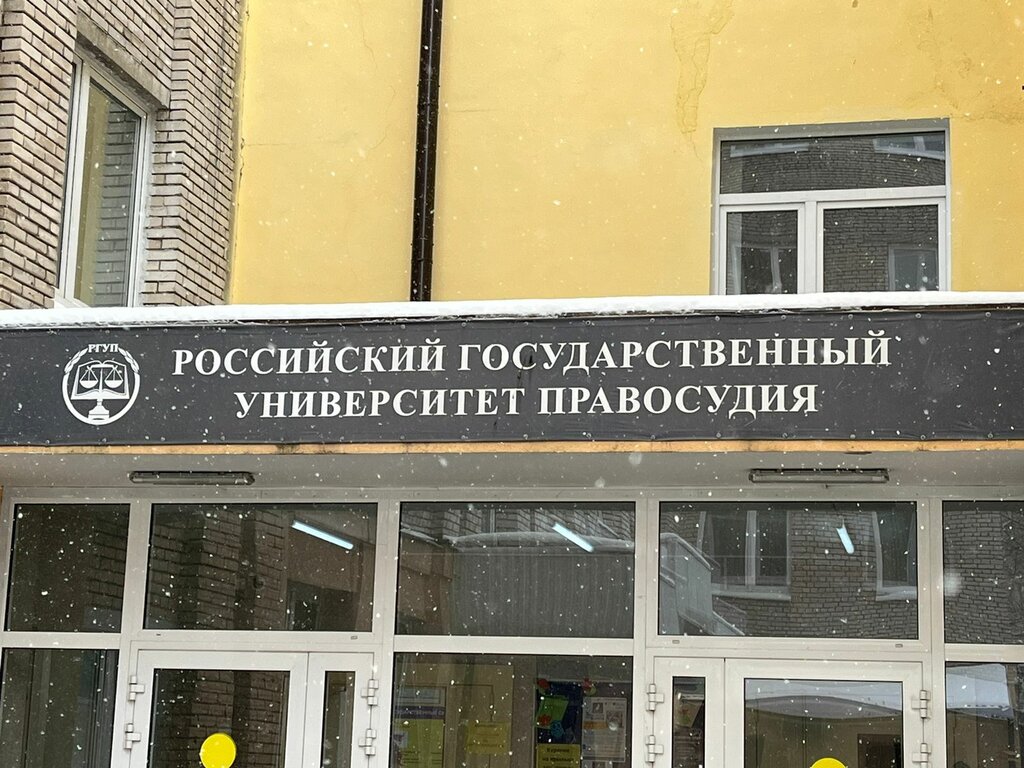 РГУП
РОССИЙСКИЙ ГОСУДАРСТВЕННЫЙ
УНИВЕРСИТЕТ ПРАВОСУДИЯ